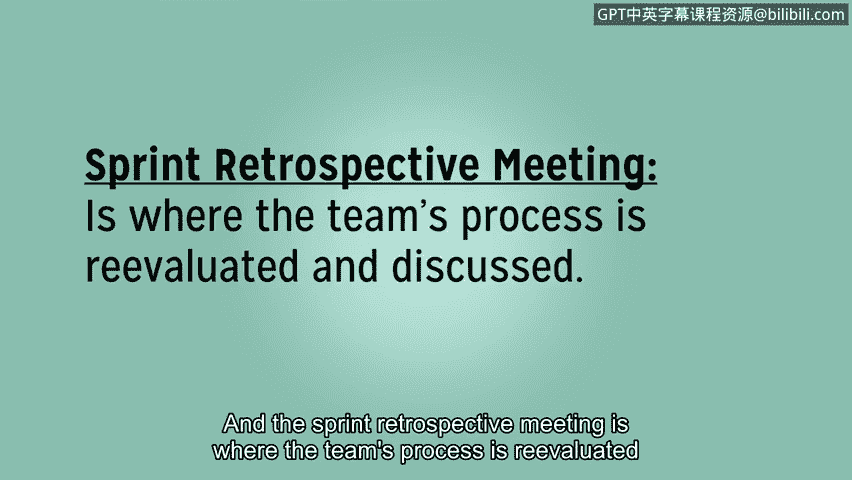 GPT中英字幕课程资源@bilibili.com
Sprint Retrospective Meeting:
Is where the team's process is
reevaluated and discussed.
And the sprint retrospective meeting is
where the team's process is reevaluated